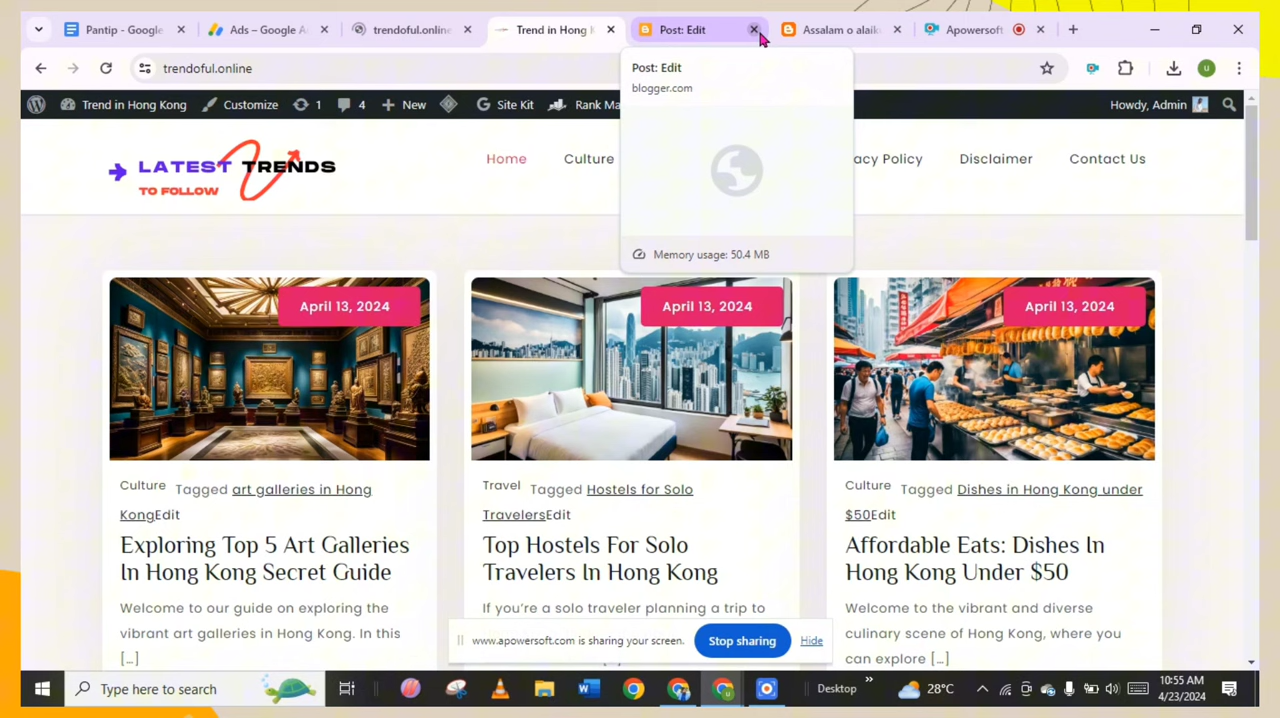 Pantip - Google
Ads – Google A
trendoful.online
Trend in Hong K
Post: Edit
Assalam o alaik
Apowersoft
trendoful.online
Post: Edit
blogger.com
Memory usage: 50.4 MB
Trend in Hong Kong
Customize
1
4
New
Site Kit
Rank Ma
Howdy, Admin
LATEST TRENDS
TO FOLLOW
Home
Culture
acy Policy
Disclaimer
Contact Us
April 13, 2024
April 13, 2024
April 13, 2024
Culture Tagged art galleries in Hong
KongEdit
Exploring Top 5 Art Galleries
In Hong Kong Secret Guide
Welcome to our guide on exploring the
vibrant art galleries in Hong Kong. In this
[...]
Travel Tagged Hostels for Solo
TravelersEdit
Top Hostels For Solo
Travelers In Hong Kong
If you're a solo traveler planning a trip to
Culture Tagged Dishes in Hong Kong under
$50Edit
Affordable Eats: Dishes In
Hong Kong Under $50
Welcome to the vibrant and diverse
culinary scene of Hong Kong, where you
can explore [...]
www.apowersoft.com is sharing your screen.
Stop sharing
Hide
Type here to search
Desktop
28°C
10:55 AM
4/23/2024